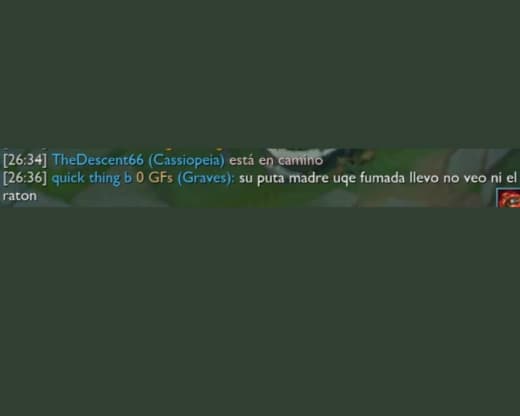 [26:34] TheDescent66 (Cassiopeia) está en camino
[26:36] quick thing b 0 GFs (Graves): su puta madre uqe fumada llevo no veo ni el
raton